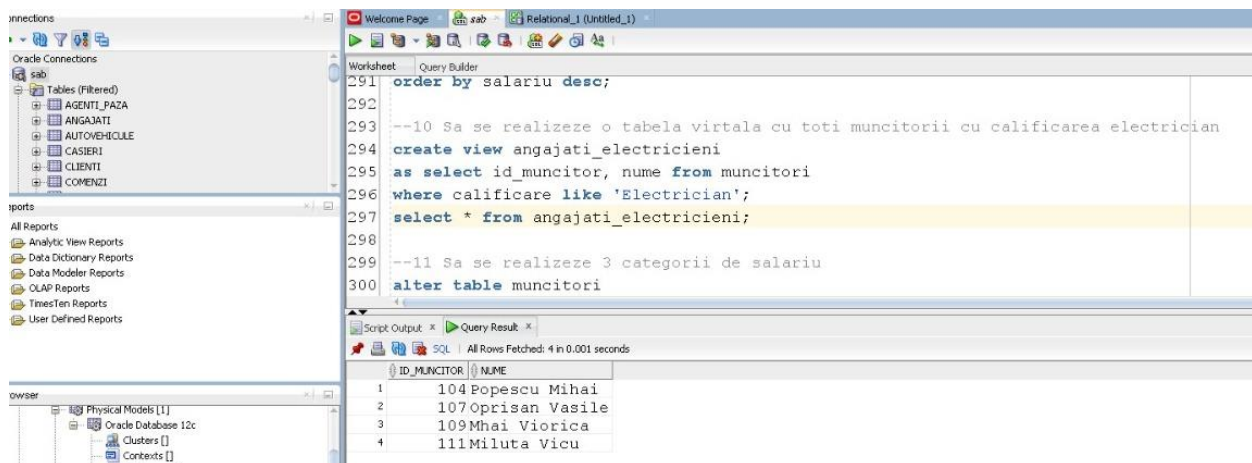 onnections
Oracle Connections
sab
Tables (Filtered)
AGENTI_PAZA
ANGAJATI
AUTOVEHICULE
CASIERI
CLIENTI
COMENZI
eports
All Reports
Analytic View Reports
Data Dictionary Reports
Data Modeler Reports
OLAP Reports
TimesTen Reports
User Defined Reports
owser
Physical Models [1]
Oracle Database 12c
Clusters []
Contexts []
Welcome Page sab Relational_1 (Untitled_1)
Worksheet Query Builder
291 order by salariu desc;
292
293 --10 Sa se realizeze o tabela virtala cu toti muncitorii cu calificarea electrician
294 create view angajati_electricieni
295 as select id_muncitor, nume from muncitori
296 where calificare like 'Electrician';
297 select * from angajati_electricieni;
298
299 --11 Sa se realizeze 3 categorii de salariu
300 alter table muncitori
Script Output x Query Result x
SQL | All Rows Fetched: 4 in 0.001 seconds
ID_MUNCITOR NUME
1 104 Popescu Mihai
2 107 Oprisan Vasile
3 109 Mhai Viorica
4 111 Miluta Vicu